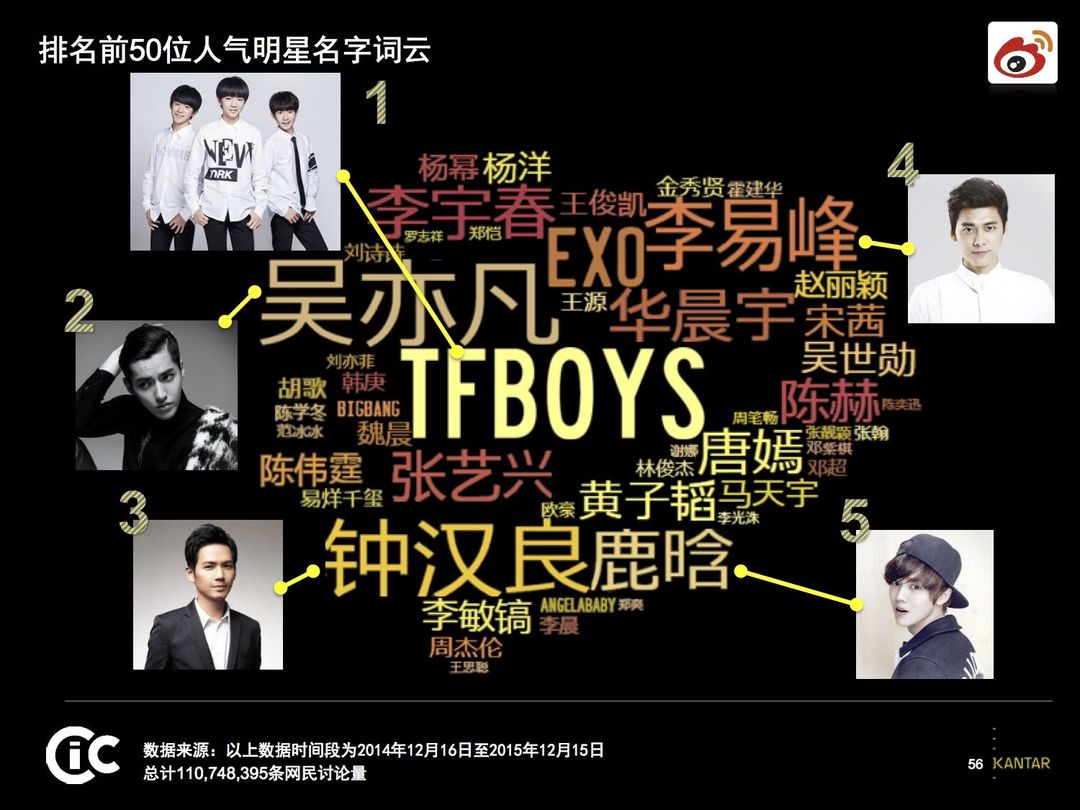 排名前50位人气明星名字词云
1
NEW
YORK
4
杨幂 杨洋
金秀贤 霍建华
李宇春 王俊凯 李易峰
罗志祥 郑恺
EXO
刘诗诗
赵丽颖
2
吴亦凡 王源 华晨宇 宋茜
吴世勋
刘亦菲
TFBOYS
胡歌 韩庚
陈赫 陈奕迅
陈学冬 BIGBANG
周笔畅
范冰冰 魏晨
张靓颖 张翰
谢娜 唐嫣 邓紫棋
陈伟霆 张艺兴 林俊杰 邓超
易烊千玺
黄子韬 马天宇
欧豪
李光洙
3
5
钟汉良 鹿晗
李敏镐 ANGELABABY 郑爽
李晨
周杰伦
王思聪
CIC
数据来源：以上数据时间段为2014年12月16日至2015年12月15日
总计110,748,395条网民讨论量
56 KANTAR